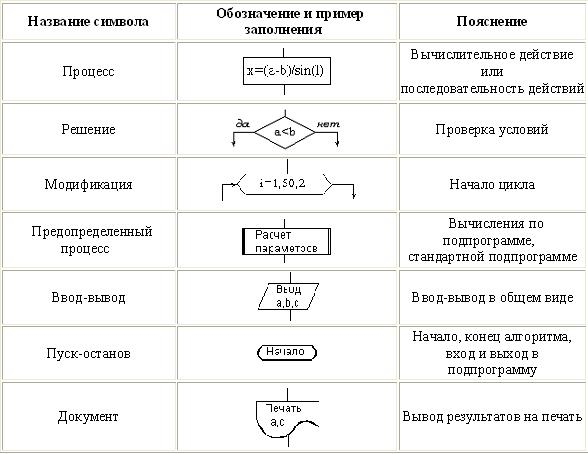 Название символа
Обозначение и пример
заполнения
Пояснение
Процесс
x=(a-b)/sin(1)
Вычислительное действие
или
последовательность действий
Решение
да
a<b
нет
Проверка условий
Модификация
i=1,50,2
Начало цикла
Предопределенный
процесс
Расчет
параметров
Вычисления по
подпрограмме,
стандартной подпрограмме
Ввод-вывод
Ввод
a,b,c
Ввод-вывод в общем виде
Пуск-останов
Начало
Начало, конец алгоритма,
вход и выход в
подпрограмму
Документ
Печать
a,c
Вывод результатов на печать